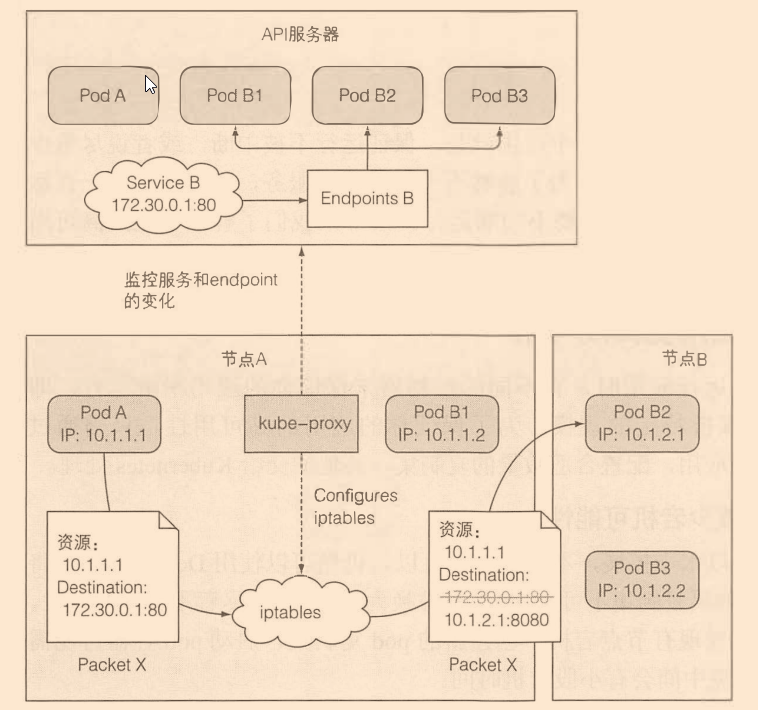 API服务器
Pod A
Pod B1
Pod B2
Pod B3
Service B
172.30.0.1:80
Endpoints B
监控服务和endpoint
的变化
节点A
节点B
Pod A
IP: 10.1.1.1
kube-proxy
Pod B1
IP: 10.1.1.2
Pod B2
IP: 10.1.2.1
Configures
iptables
资源：
10.1.1.1
Destination:
172.30.0.1:80
Packet X
iptables
资源：
10.1.1.1
Destination:
172.30.0.1:80
10.1.2.1:8080
Packet X
Pod B3
IP: 10.1.2.2